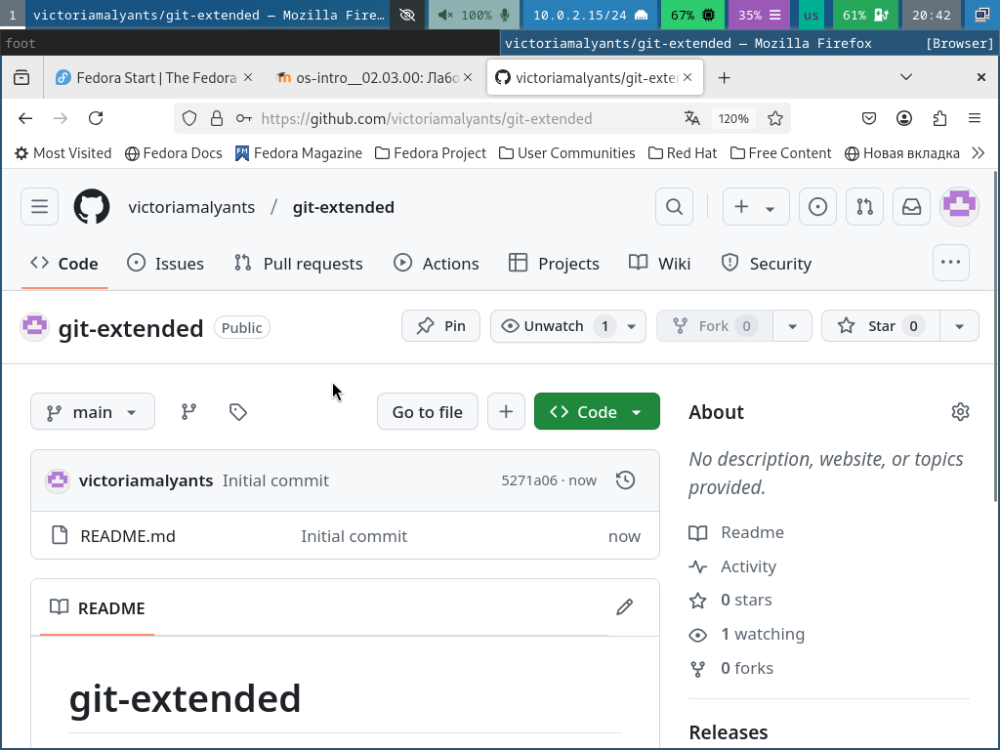 1 victoriamalyants/git-extended — Mozilla Fire… 100% 10.0.2.15/24 67% 35% us 61% 20:42
foot victoriamalyants/git-extended — Mozilla Firefox [Browser]
Fedora Start | The Fedora os-intro__02.03.00: Лабо victoriamalyants/git-exter
https://github.com/victoriamalyants/git-extended 120%
Most Visited Fedora Docs Fedora Magazine Fedora Project User Communities Red Hat Free Content Новая вкладка
victoriamalyants / git-extended
Code Issues Pull requests Actions Projects Wiki Security
git-extended Public Pin Unwatch 1 Fork 0 Star 0
main Go to file Code
victoriamalyants Initial commit 5271a06 · now
README.md Initial commit now
README
git-extended
About
No description, website, or topics
provided.
Readme
Activity
0 stars
1 watching
0 forks
Releases